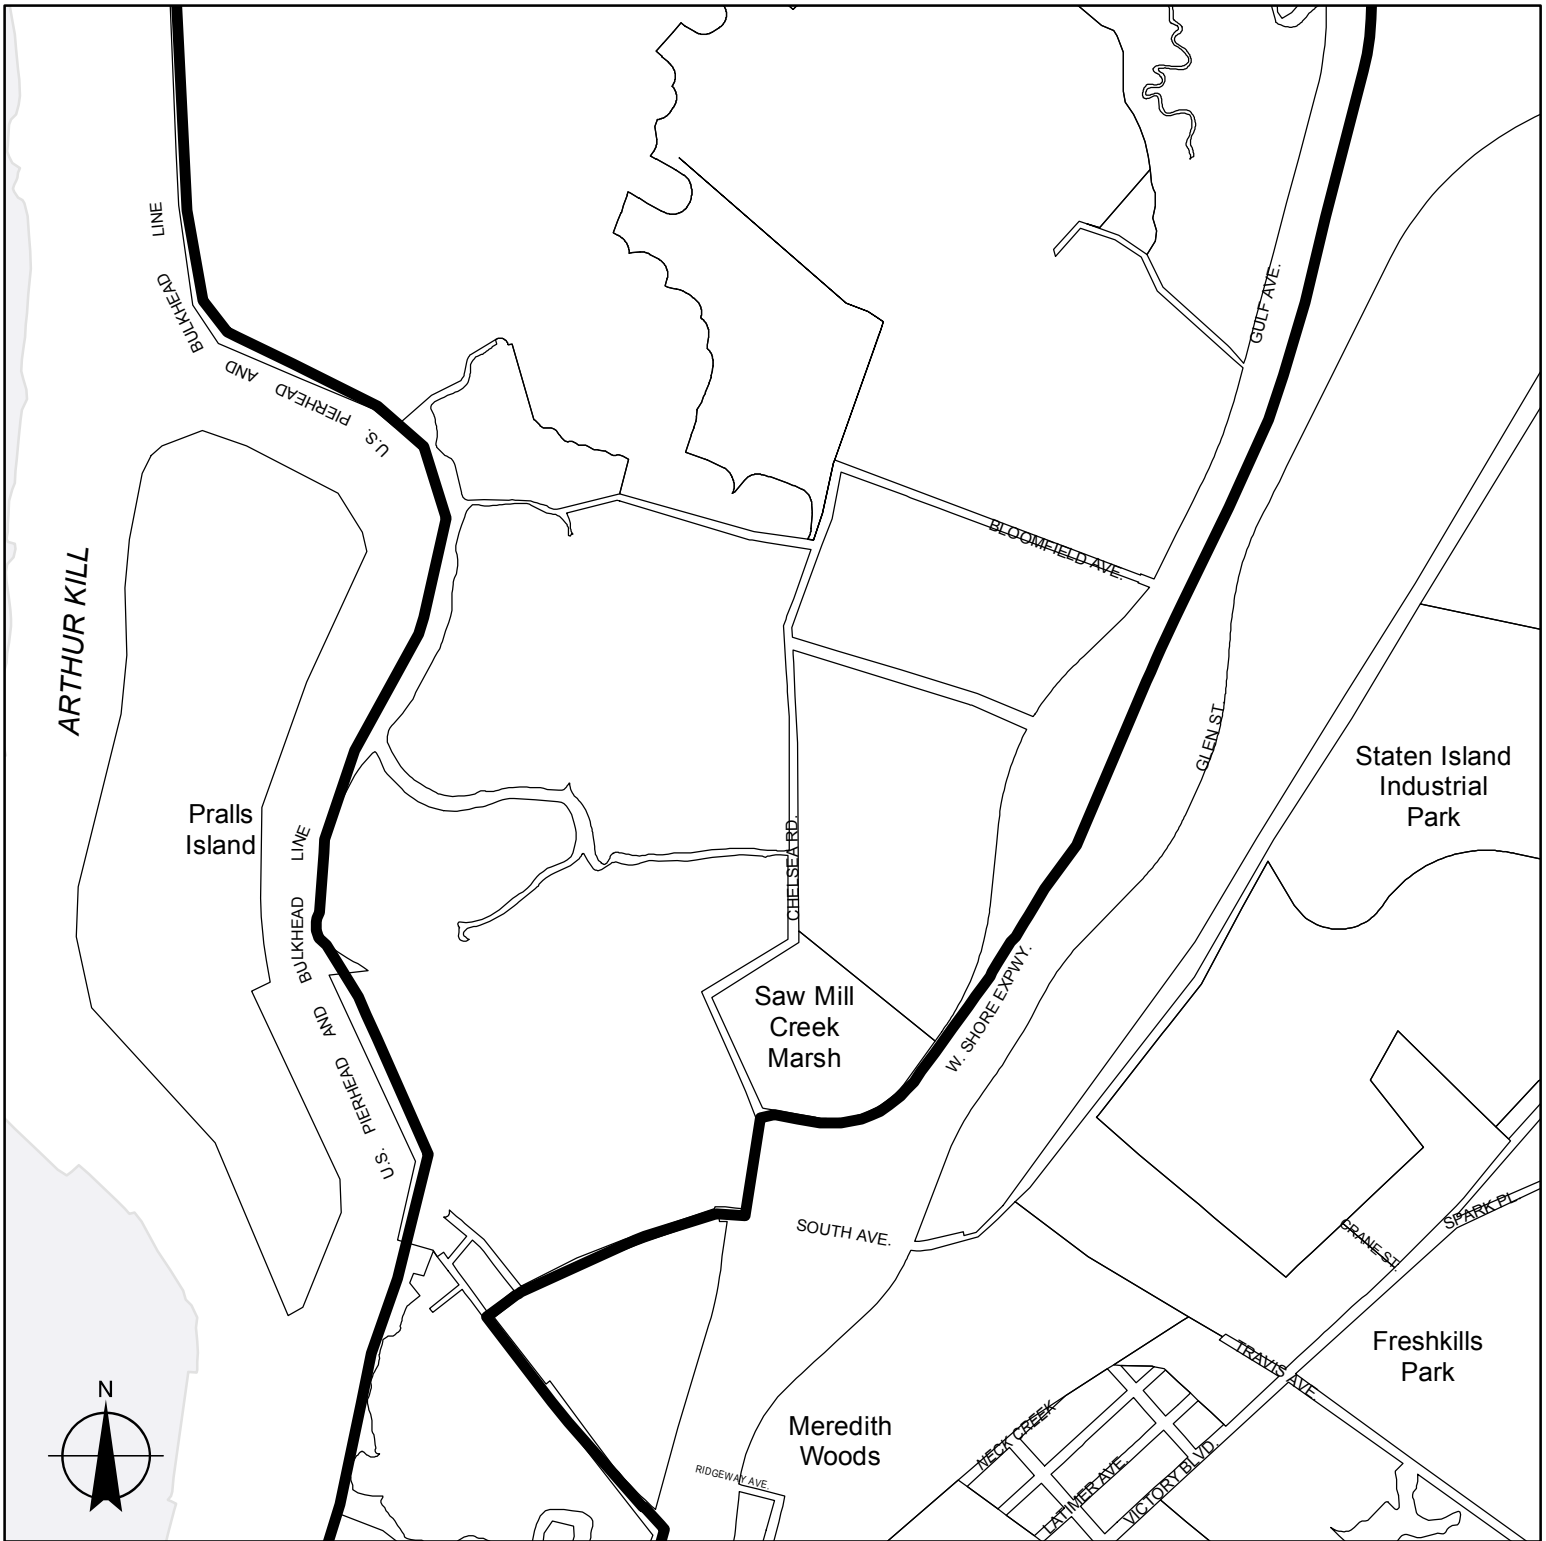 LINE
BULKHEAD
AND
PIERHEAD
U.S.
GULF AVE.
BLOOMFIELD AVE.
ARTHUR KILL
GLEN ST.
Staten Island
Industrial
Park
Pralls
Island
LINE
BULKHEAD
AND
PIERHEAD
U.S.
CHELSEA RD.
Saw Mill
Creek
Marsh
W. SHORE EXPWY.
SOUTH AVE.
SPARK PL
CRANE ST.
Freshkills
Park
TRAVIS AVE
N
Meredith
Woods
NECK CREEK
RIDGEWAY AVE.
LATIMER AVE.
VICTORY BLVD.